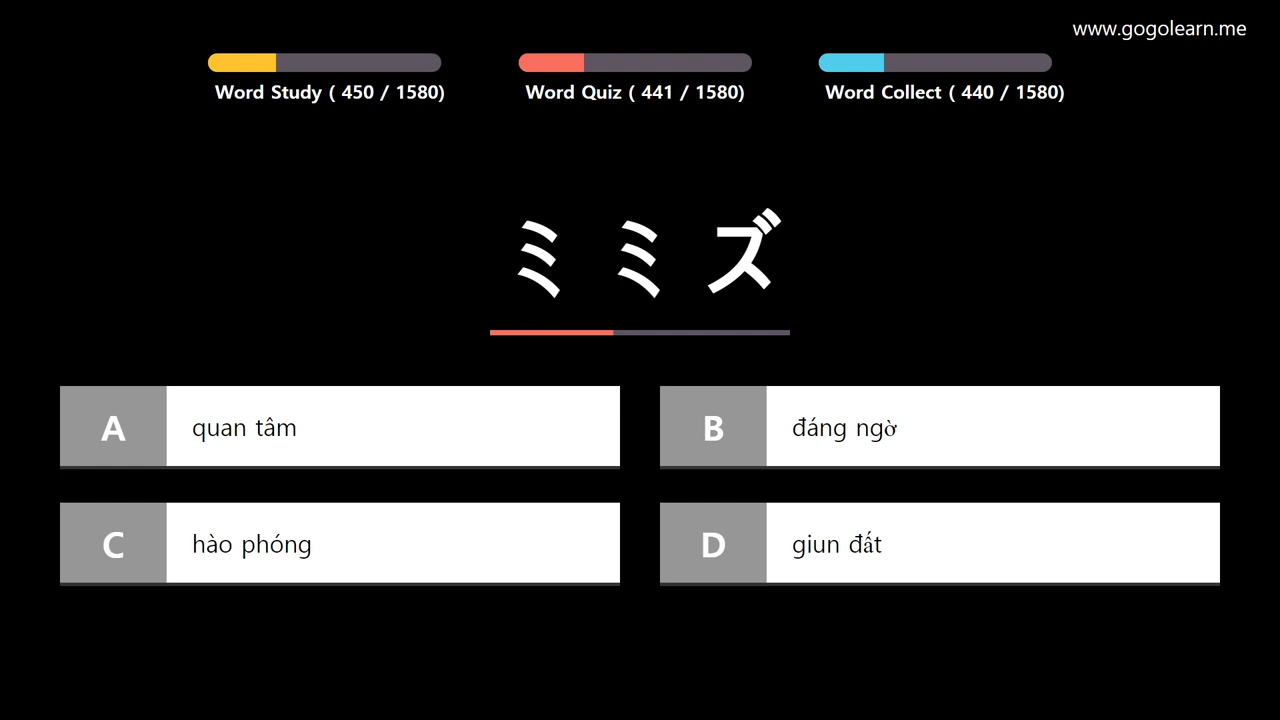 www.gogolearn.me
Word Study ( 450 / 1580)
Word Quiz ( 441 / 1580)
Word Collect ( 440 / 1580)
ミミズ
A quan tâm
B đáng ngờ
C hào phóng
D giun đất